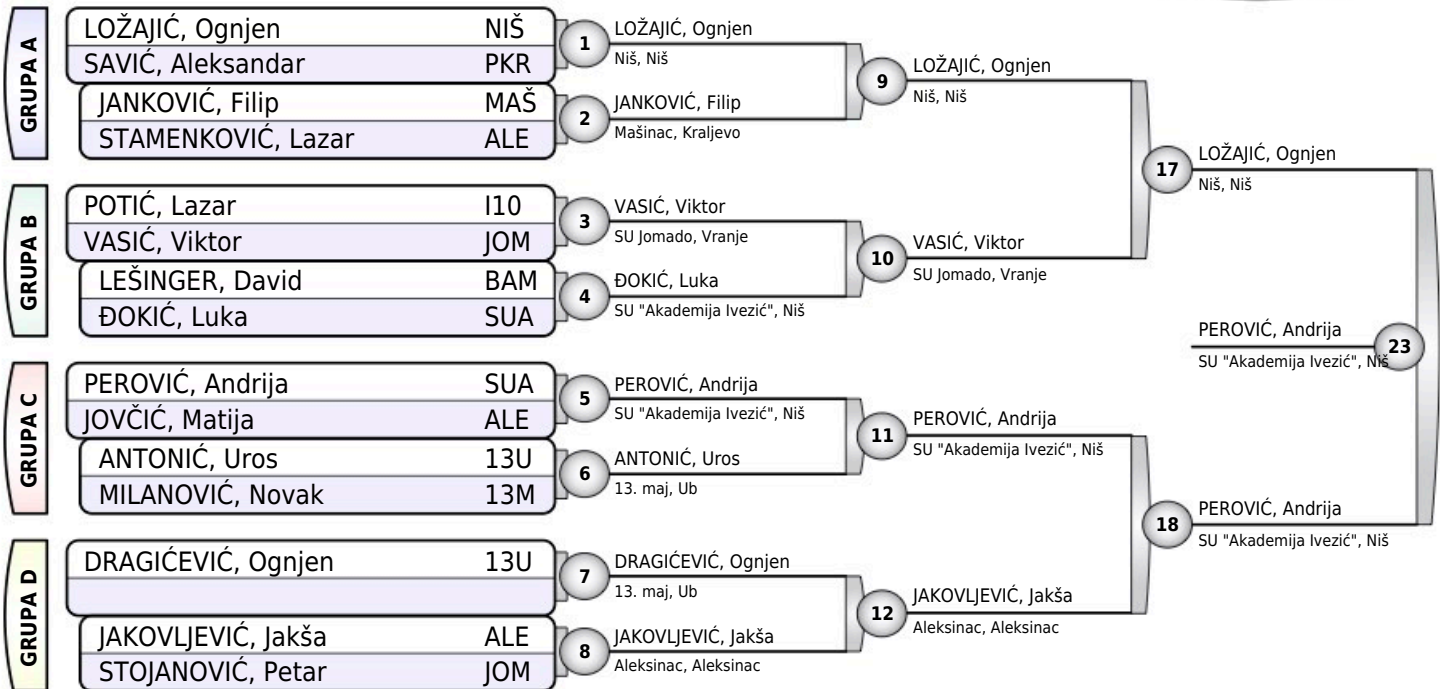 GRUPA A
LOŽAJIĆ, Ognjen NIŠ
SAVIĆ, Aleksandar PKR
JANKOVIĆ, Filip MAŠ
STAMENKOVIĆ, Lazar ALE
GRUPA B
POTIĆ, Lazar I10
VASIĆ, Viktor JOM
LEŠINGER, David BAM
ĐOKIĆ, Luka SUA
GRUPA C
PEROVIĆ, Andrija SUA
JOVČIĆ, Matija ALE
ANTONIĆ, Uros 13U
MILANOVIĆ, Novak 13M
GRUPA D
DRAGIĆEVIĆ, Ognjen 13U
JAKOVLJEVIĆ, Jakša ALE
STOJANOVIĆ, Petar JOM
1
LOŽAJIĆ, Ognjen
Niš, Niš
2
JANKOVIĆ, Filip
Mašinac, Kraljevo
3
VASIĆ, Viktor
SU Jomado, Vranje
4
ĐOKIĆ, Luka
SU "Akademija Ivezić", Niš
5
PEROVIĆ, Andrija
SU "Akademija Ivezić", Niš
6
ANTONIĆ, Uros
13. maj, Ub
7
DRAGIĆEVIĆ, Ognjen
13. maj, Ub
8
JAKOVLJEVIĆ, Jakša
Aleksinac, Aleksinac
9
LOŽAJIĆ, Ognjen
Niš, Niš
10
VASIĆ, Viktor
SU Jomado, Vranje
11
PEROVIĆ, Andrija
SU "Akademija Ivezić", Niš
12
JAKOVLJEVIĆ, Jakša
Aleksinac, Aleksinac
17
LOŽAJIĆ, Ognjen
Niš, Niš
18
PEROVIĆ, Andrija
SU "Akademija Ivezić", Niš
PEROVIĆ, Andrija
SU "Akademija Ivezić", Niš
23